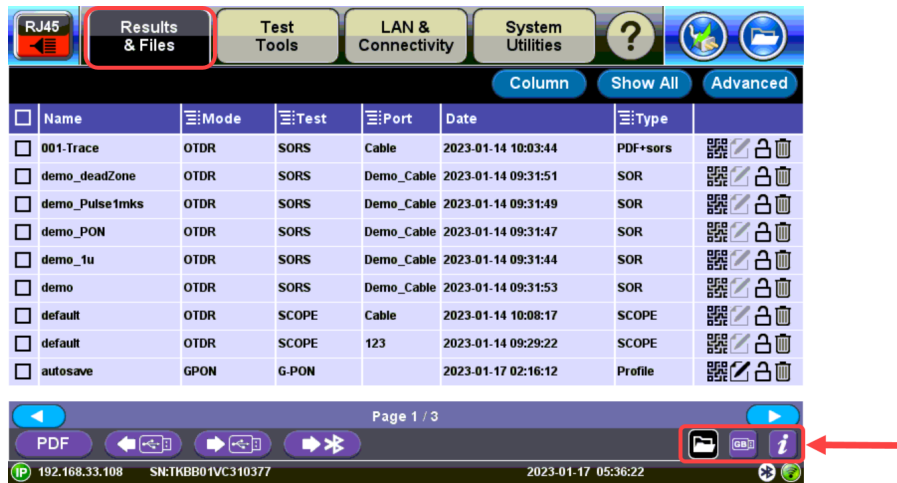 RJ45
Results
& Files
Test
Tools
LAN &
Connectivity
System
Utilities
?
Column Show All Advanced
Name Mode Test Port Date Type
001-Trace OTDR SORS Cable 2023-01-14 10:03:44 PDF+sors
demo_deadZone OTDR SORS Demo_Cable 2023-01-14 09:31:51 SOR
demo_Pulse1mks OTDR SORS Demo_Cable 2023-01-14 09:31:49 SOR
demo_PON OTDR SORS Demo_Cable 2023-01-14 09:31:47 SOR
demo_1u OTDR SORS Demo_Cable 2023-01-14 09:31:44 SOR
demo OTDR SORS Demo_Cable 2023-01-14 09:31:53 SOR
default OTDR SCOPE Cable 2023-01-14 10:08:17 SCOPE
default OTDR SCOPE 123 2023-01-14 09:29:22 SCOPE
autosave GPON G-PON 2023-01-17 02:16:12 Profile
Page 1 / 3
PDF GB i
IP 192.168.33.108 SN:TKBB01VC310377 2023-01-17 05:36:22